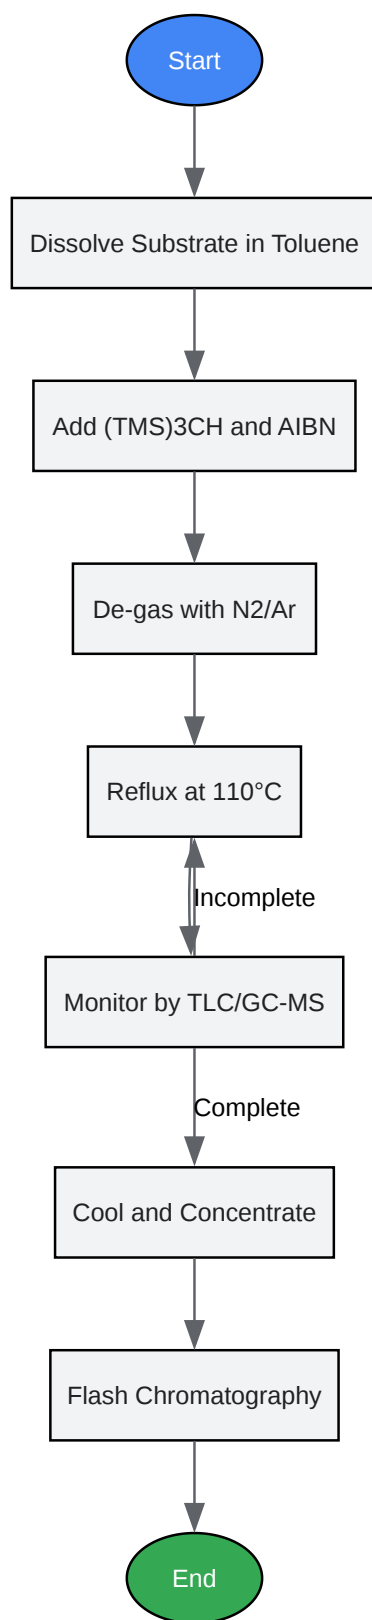 Start
Dissolve Substrate in Toluene
Add (TMS)3CH and AIBN
De-gas with N2/Ar
Reflux at 110°C
Incomplete
Monitor by TLC/GC-MS
Complete
Cool and Concentrate
Flash Chromatography
End